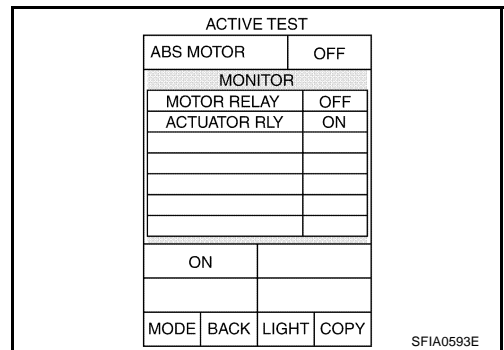 ACTIVE TEST
ABS MOTOR OFF
MONITOR
MOTOR RELAY OFF
ACTUATOR RLY ON
ON
MODE BACK LIGHT COPY
SFIA0593E